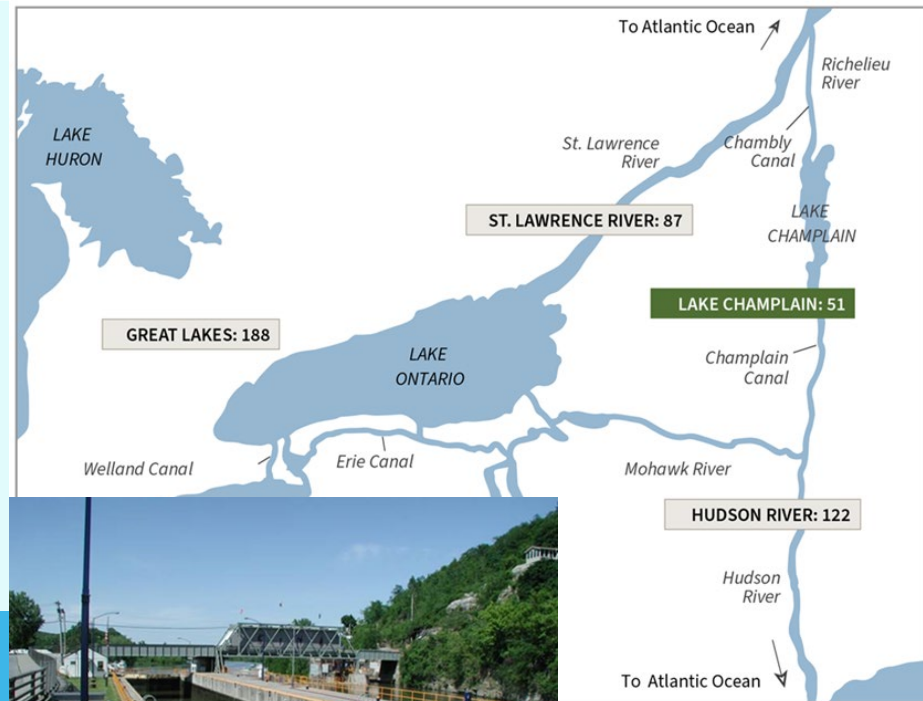 To Atlantic Ocean
Richelieu
River
LAKE
HURON
St. Lawrence
River
Chambly
Canal
ST. LAWRENCE RIVER: 87
LAKE
CHAMPLAIN
LAKE CHAMPLAIN: 51
GREAT LAKES: 188
LAKE
ONTARIO
Champlain
Canal
Welland Canal
Erie Canal
Mohawk River
HUDSON RIVER: 122
Hudson
River
To Atlantic Ocean